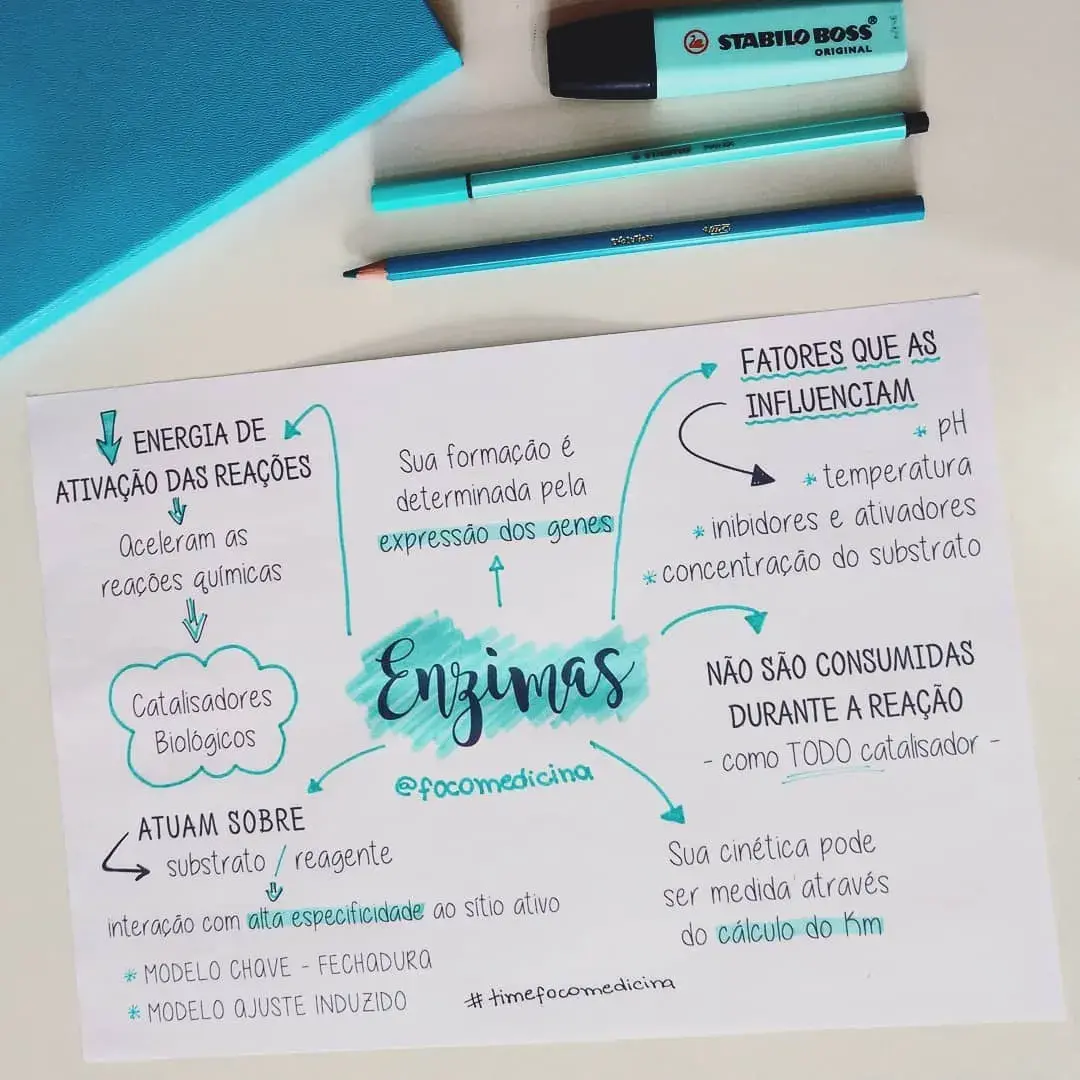 STABILO BOSS®
ORIGINAL
ENERGIA DE
ATIVAÇÃO DAS REAÇÕES
Aceleram as
reações químicas
Catalisadores
Biológicos
Sua formação é
determinada pela
expressão dos genes
FATORES QUE AS
INFLUENCIAM
* pH
* temperatura
* inibidores e ativadores
* concentração do substrato
Enzimas
@focomedicina
NÃO SÃO CONSUMIDAS
DURANTE A REAÇÃO
- como TODO catalisador -
ATUAM SOBRE
substrato / reagente
interação com alta especificidade ao sítio ativo
* MODELO CHAVE - FECHADURA
* MODELO AJUSTE INDUZIDO
Sua cinética pode
ser medida através
do cálculo do Km
#timefocomedicina